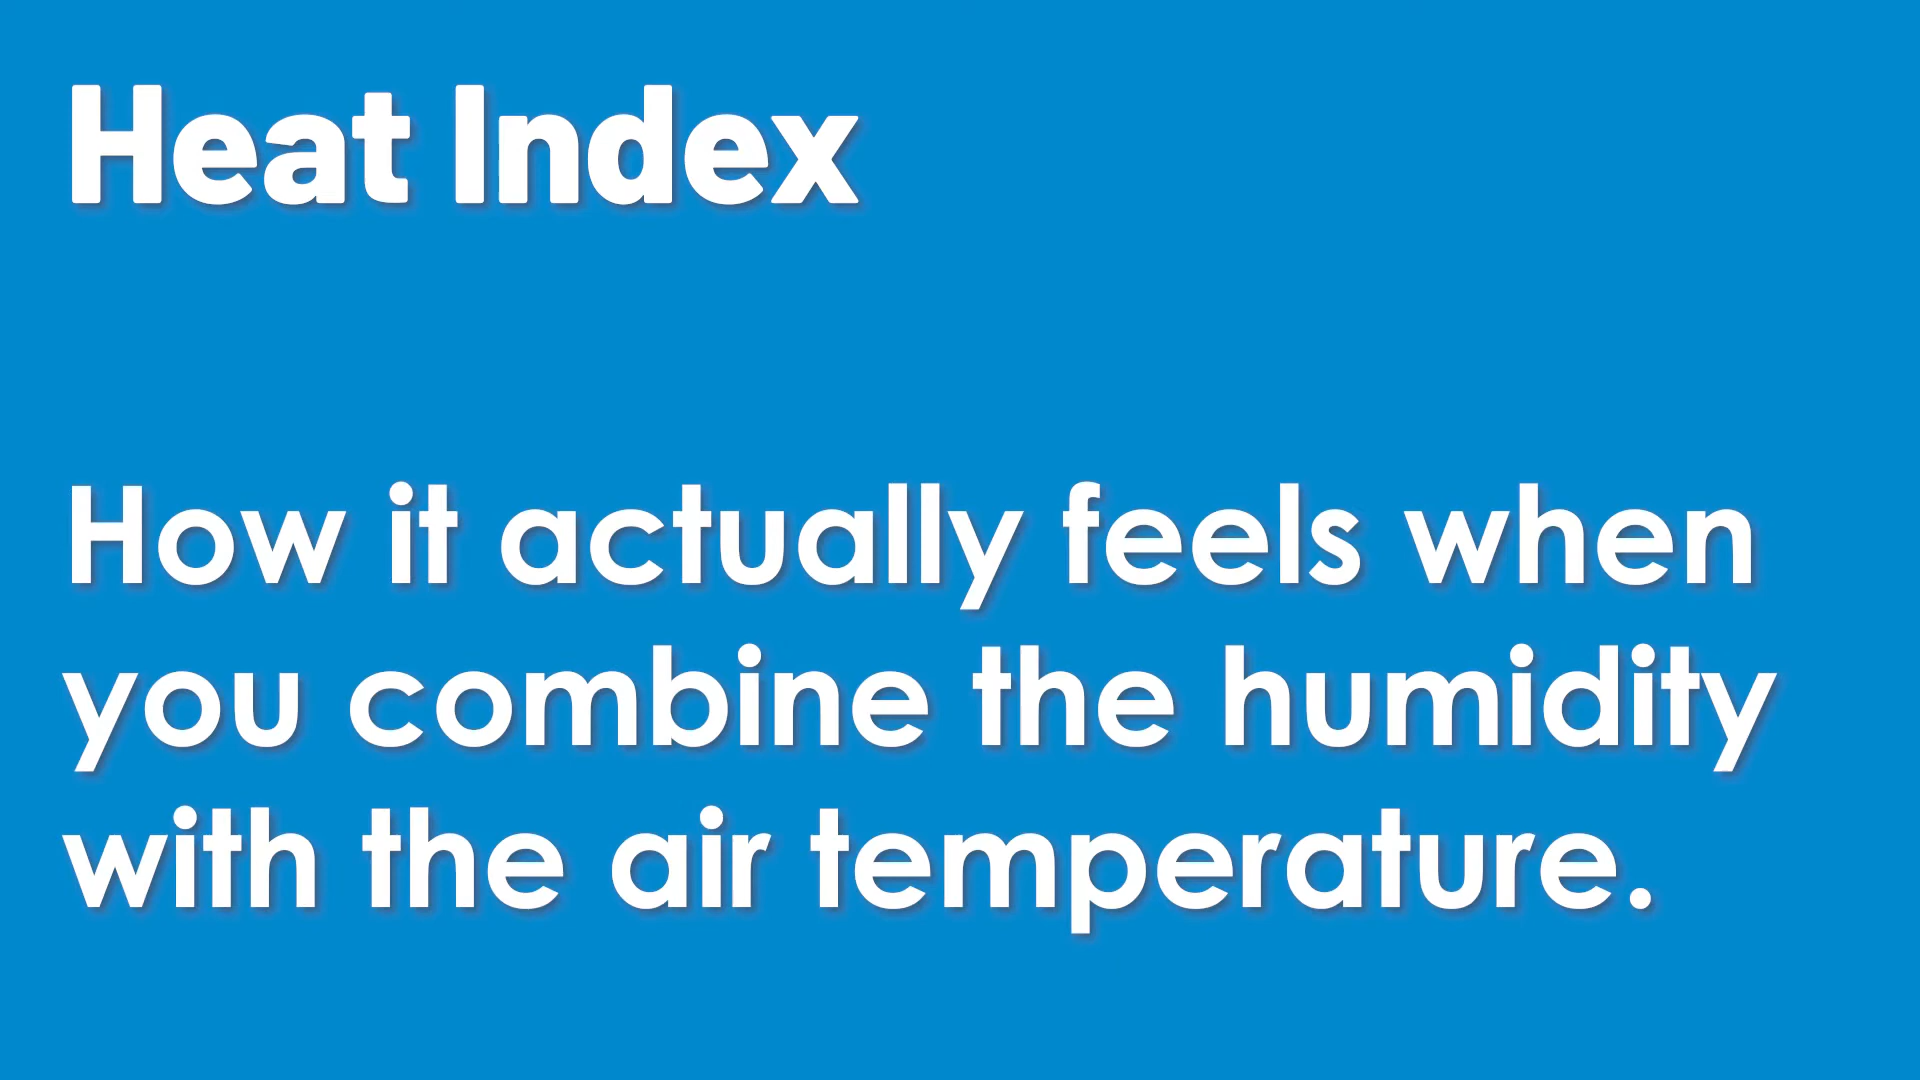 Heat Index
How it actually feels when
you combine the humidity
with the air temperature.